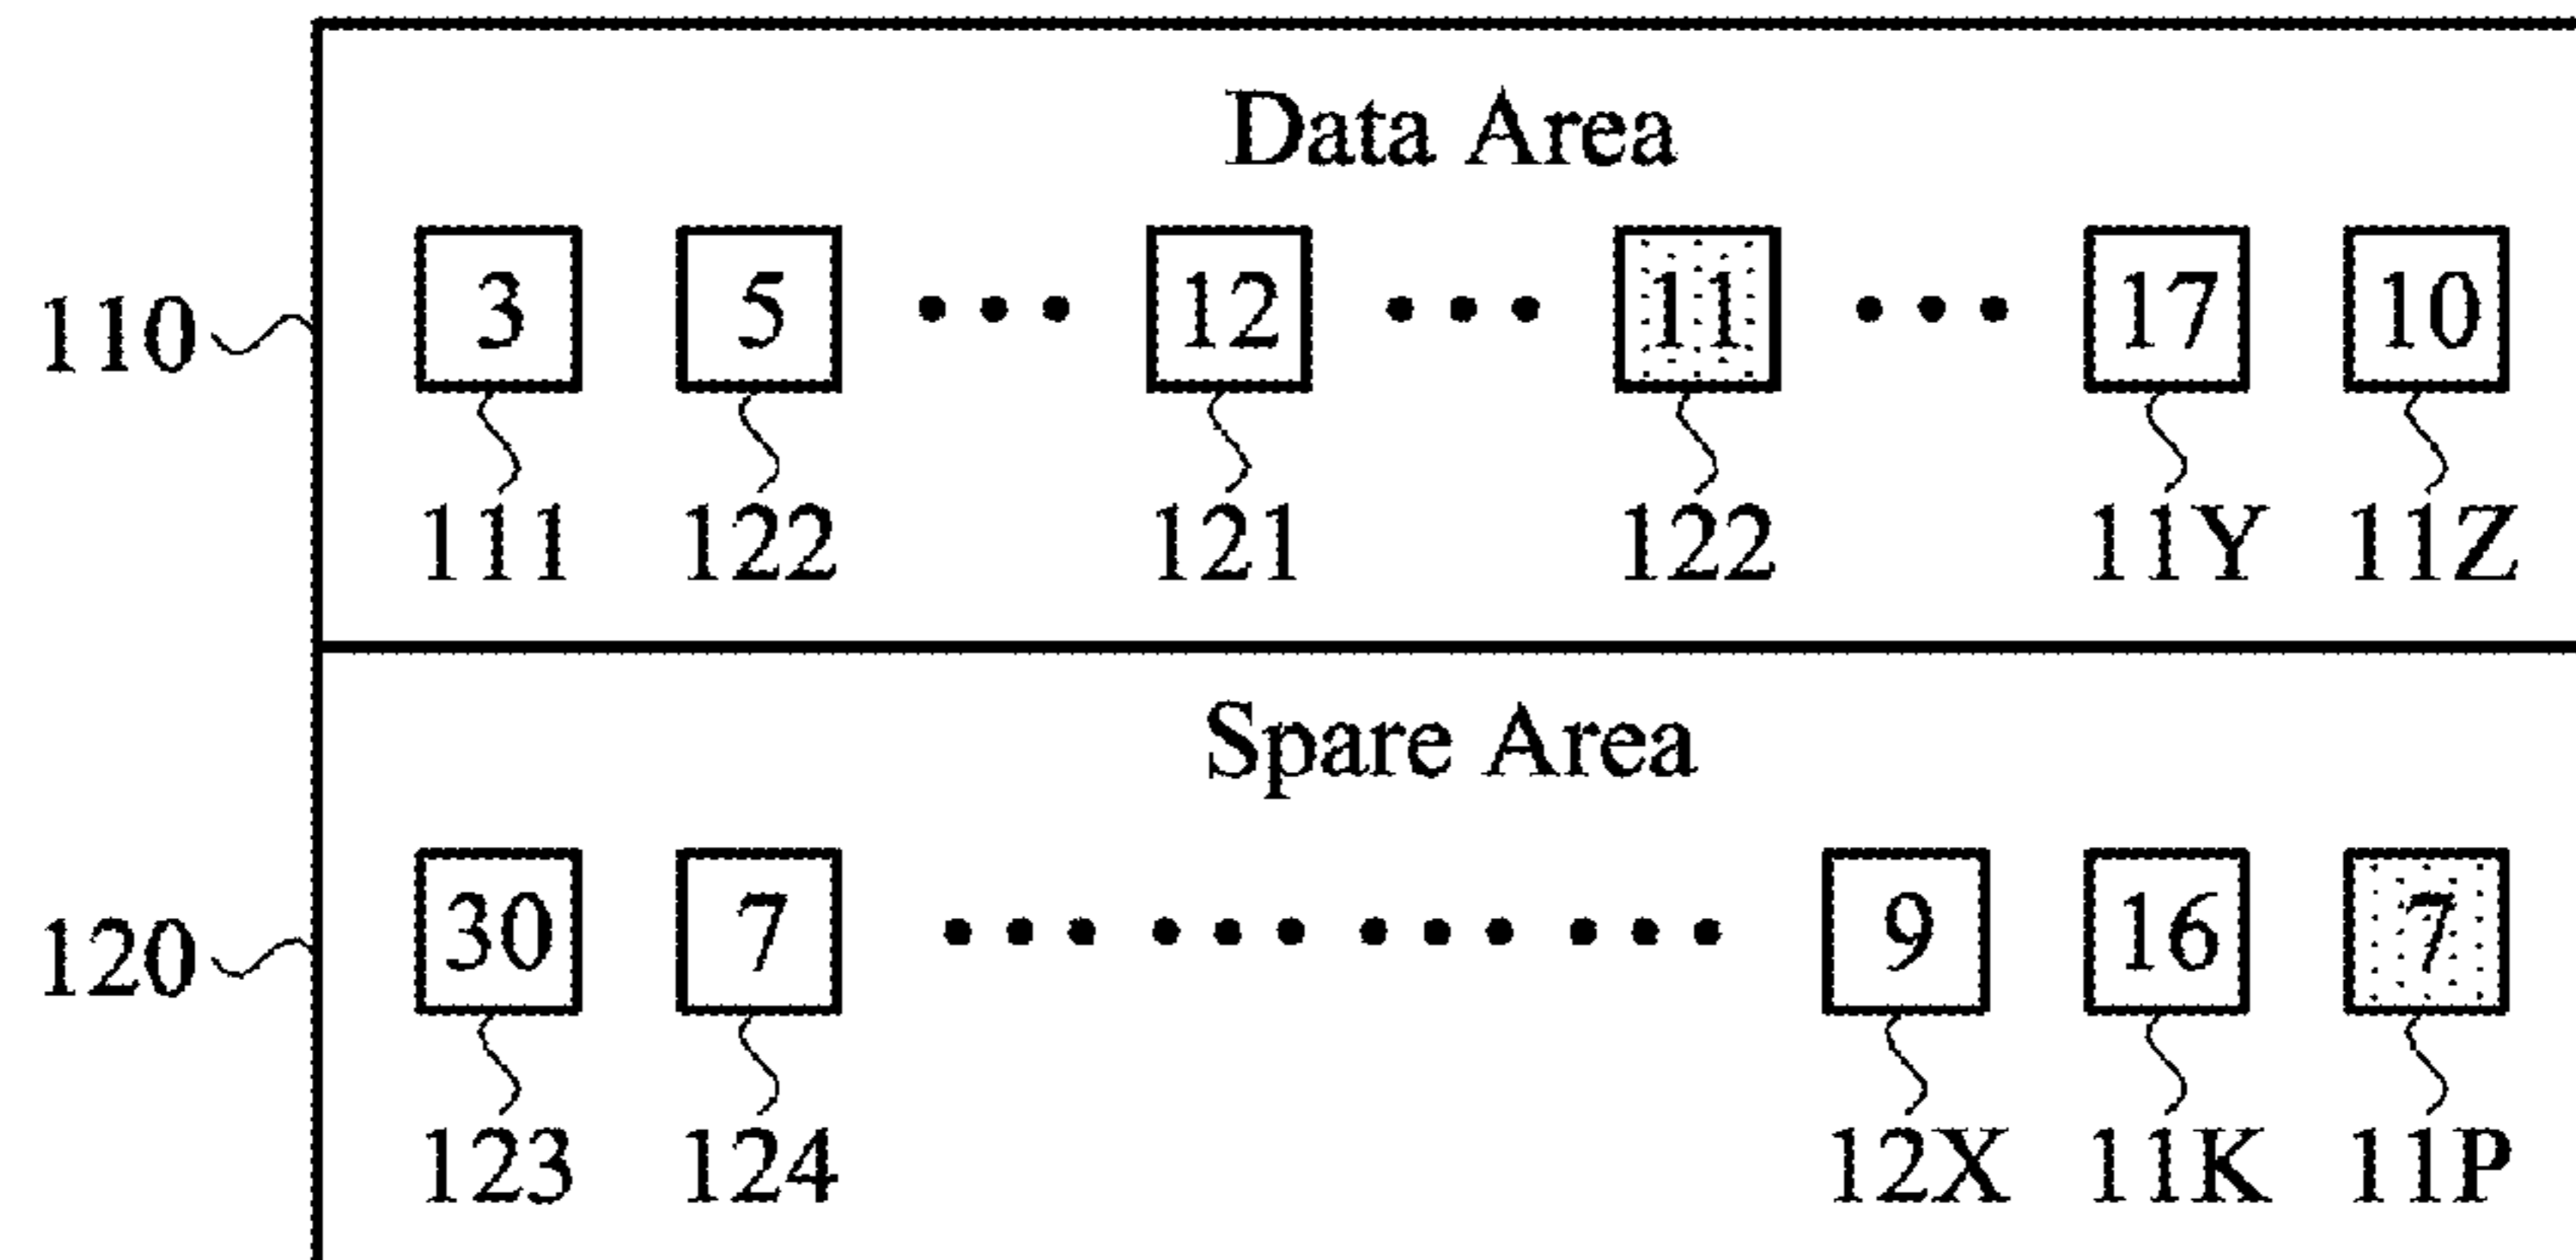 Data Area
110 3 5 ● ● ● 12 ● ● ● 11 ● ● ● 17 10
111 122 121 122 11Y 11Z
Spare Area
120 30 7 ● ● ● ● ● ● ● ● ● ● ● ● 9 16 7
123 124 12X 11K 11P